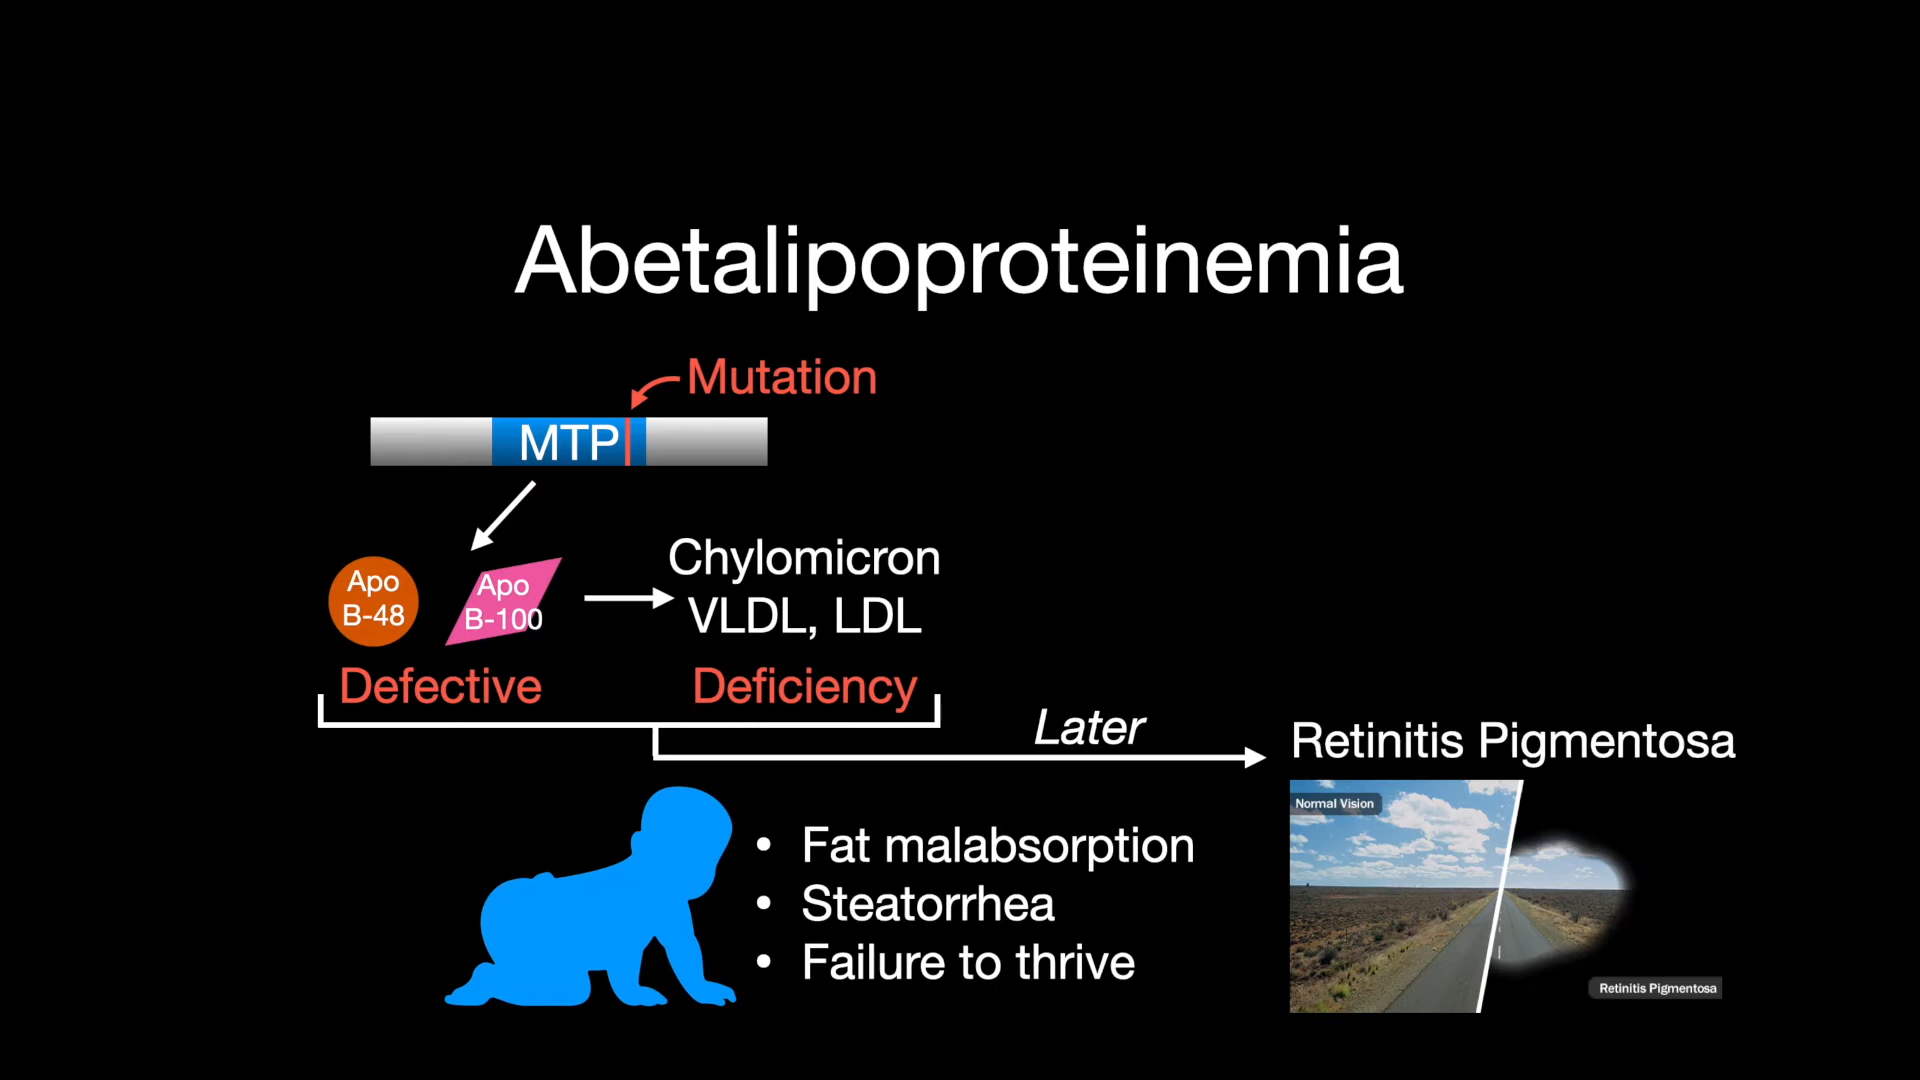 Abetalipoproteinemia
Mutation
MTP
Apo
B-48
Apo
B-100
Chylomicron
VLDL, LDL
Defective
Deficiency
Later
Retinitis Pigmentosa
Normal Vision
• Fat malabsorption
• Steatorrhea
• Failure to thrive
Retinitis Pigmentosa